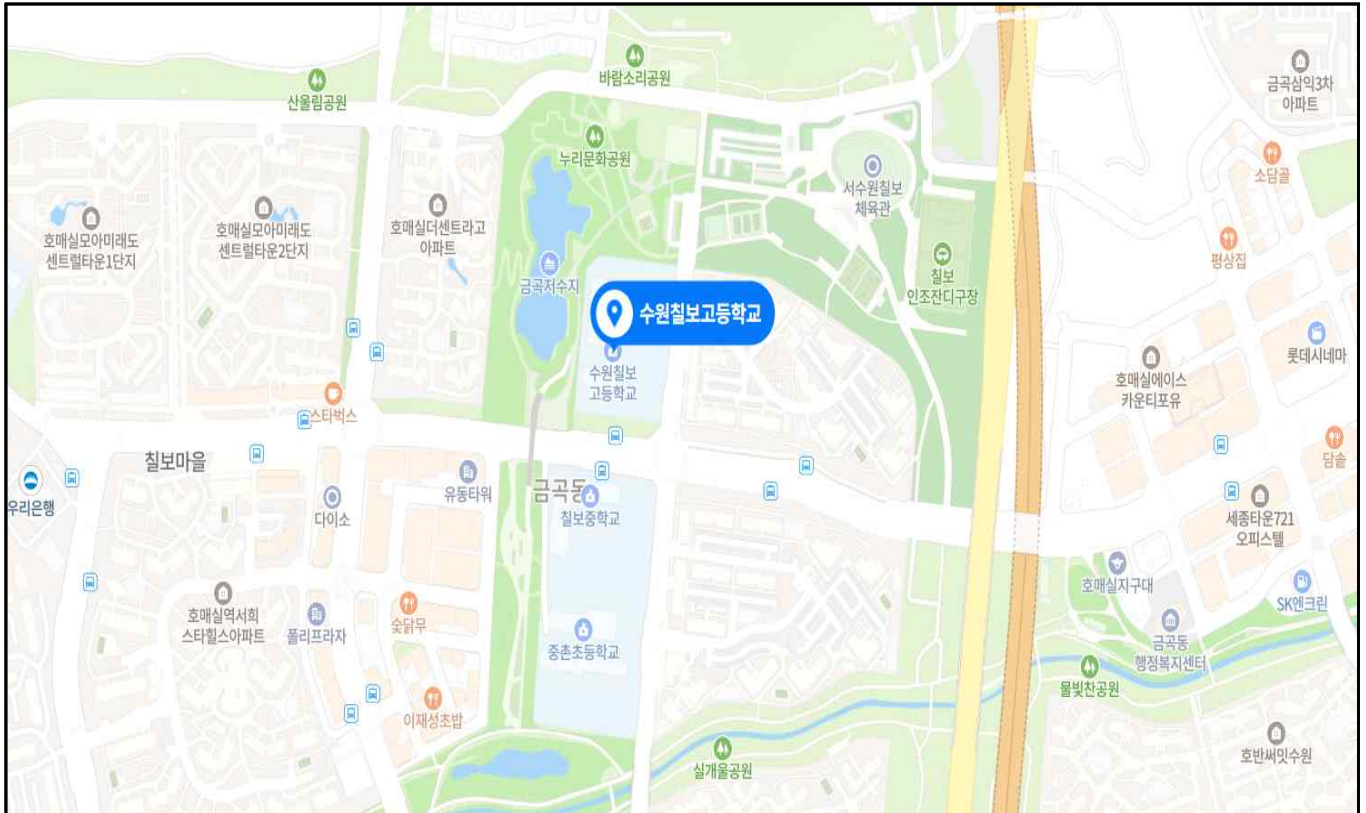 바람소리공원
산울림공원
금곡삼익3차
아파트
누리문화공원
소담골
서수원칠보
체육관
호매실모아미래도
센트럴타운1단지
호매실모아미래도
센트럴타운2단지
호매실더센트라고
아파트
평상집
칠보
인조잔디구장
금곡저수지
수원칠보고등학교
롯데시네마
수원칠보
고등학교
호매실에이스
카운티포유
스타벅스
담솥
칠보마을
우리은행
유동타워
금곡동
다이소
칠보중학교
세종타운721
오피스텔
호매실지구대
SK엔크린
호매실역서희
스타힐스아파트
폴리프라자
숯닭무
중촌초등학교
금곡동
행정복지센터
물빛찬공원
이재성초밥
실개울공원
호반써밋수원